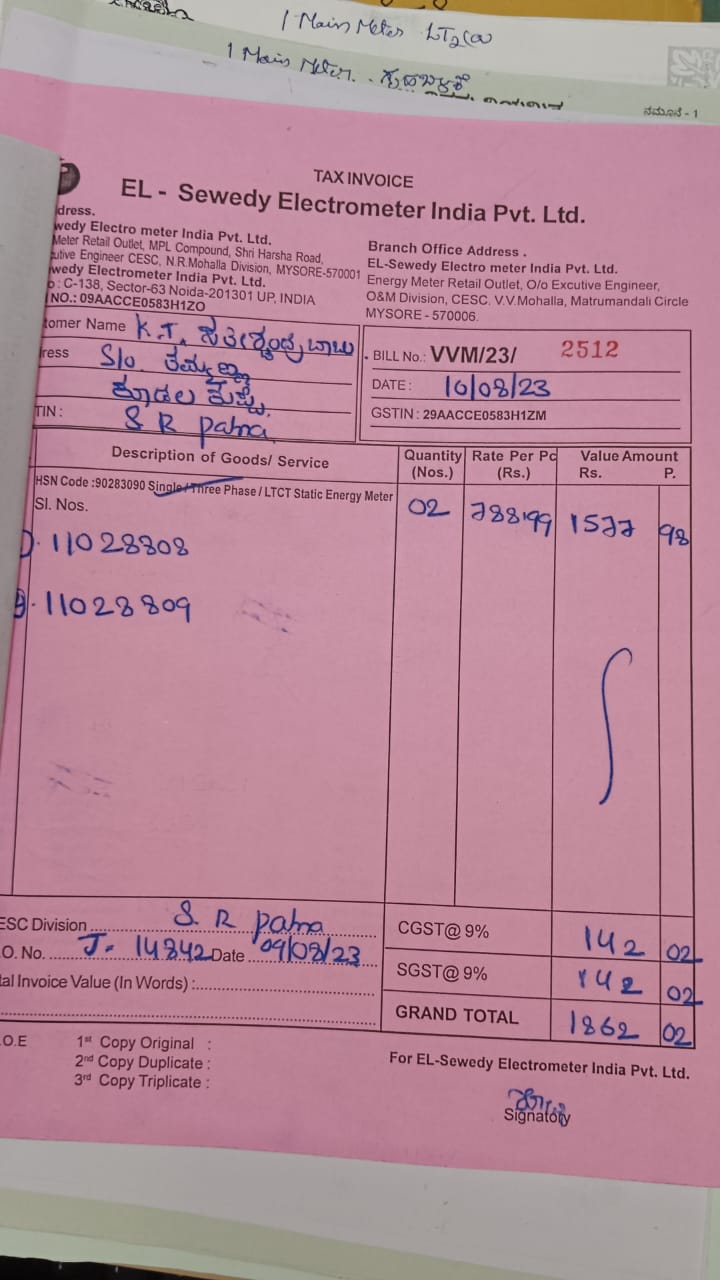 1 Main Meter LT2(a)
1 Main Meter.
ನಮೂನೆ - 1
TAX INVOICE
EL - Sewedy Electrometer India Pvt. Ltd.
dress.
wedy Electro meter India Pvt. Ltd.
Meter Retail Outlet, MPL Compound, Shri Harsha Road,
utive Engineer CESC, N.R.Mohalla Division, MYSORE-570001
wedy Electrometer India Pvt. Ltd.
: C-138, Sector-63 Noida-201301 UP, INDIA
NO.: 09AACCE0583H1ZO
Branch Office Address .
EL-Sewedy Electro meter India Pvt. Ltd.
Energy Meter Retail Outlet, O/o Excutive Engineer,
O&M Division, CESC. V.V.Mohalla, Matrumandali Circle
MYSORE - 570006.
tomer Name K.T. ಸತೀಶ್ಚಂದ್ರ ಬಾಬು
ress S/o. ತಮ್ಮಣ್ಣ
TIN : S R patna
BILL No.: VVM/23/ 2512
DATE : 10/08/23
GSTIN : 29AACCE0583H1ZM
Description of Goods/ Service Quantity (Nos.) Rate Per Pc (Rs.) Value Amount Rs. P.
HSN Code :90283090 Single / Three Phase / LTCT Static Energy Meter
Sl. Nos.
02 788.99 1577 98
1). 11028808
2). 11028809
ESC Division S. R patna
.O. No. J- 14842 Date 09/08/23
tal Invoice Value (In Words) :
CGST@ 9% 142 02
SGST@ 9% 142 02
GRAND TOTAL 1862 02
.O.E
1st Copy Original :
2nd Copy Duplicate :
3rd Copy Triplicate :
For EL-Sewedy Electrometer India Pvt. Ltd.
Signatory